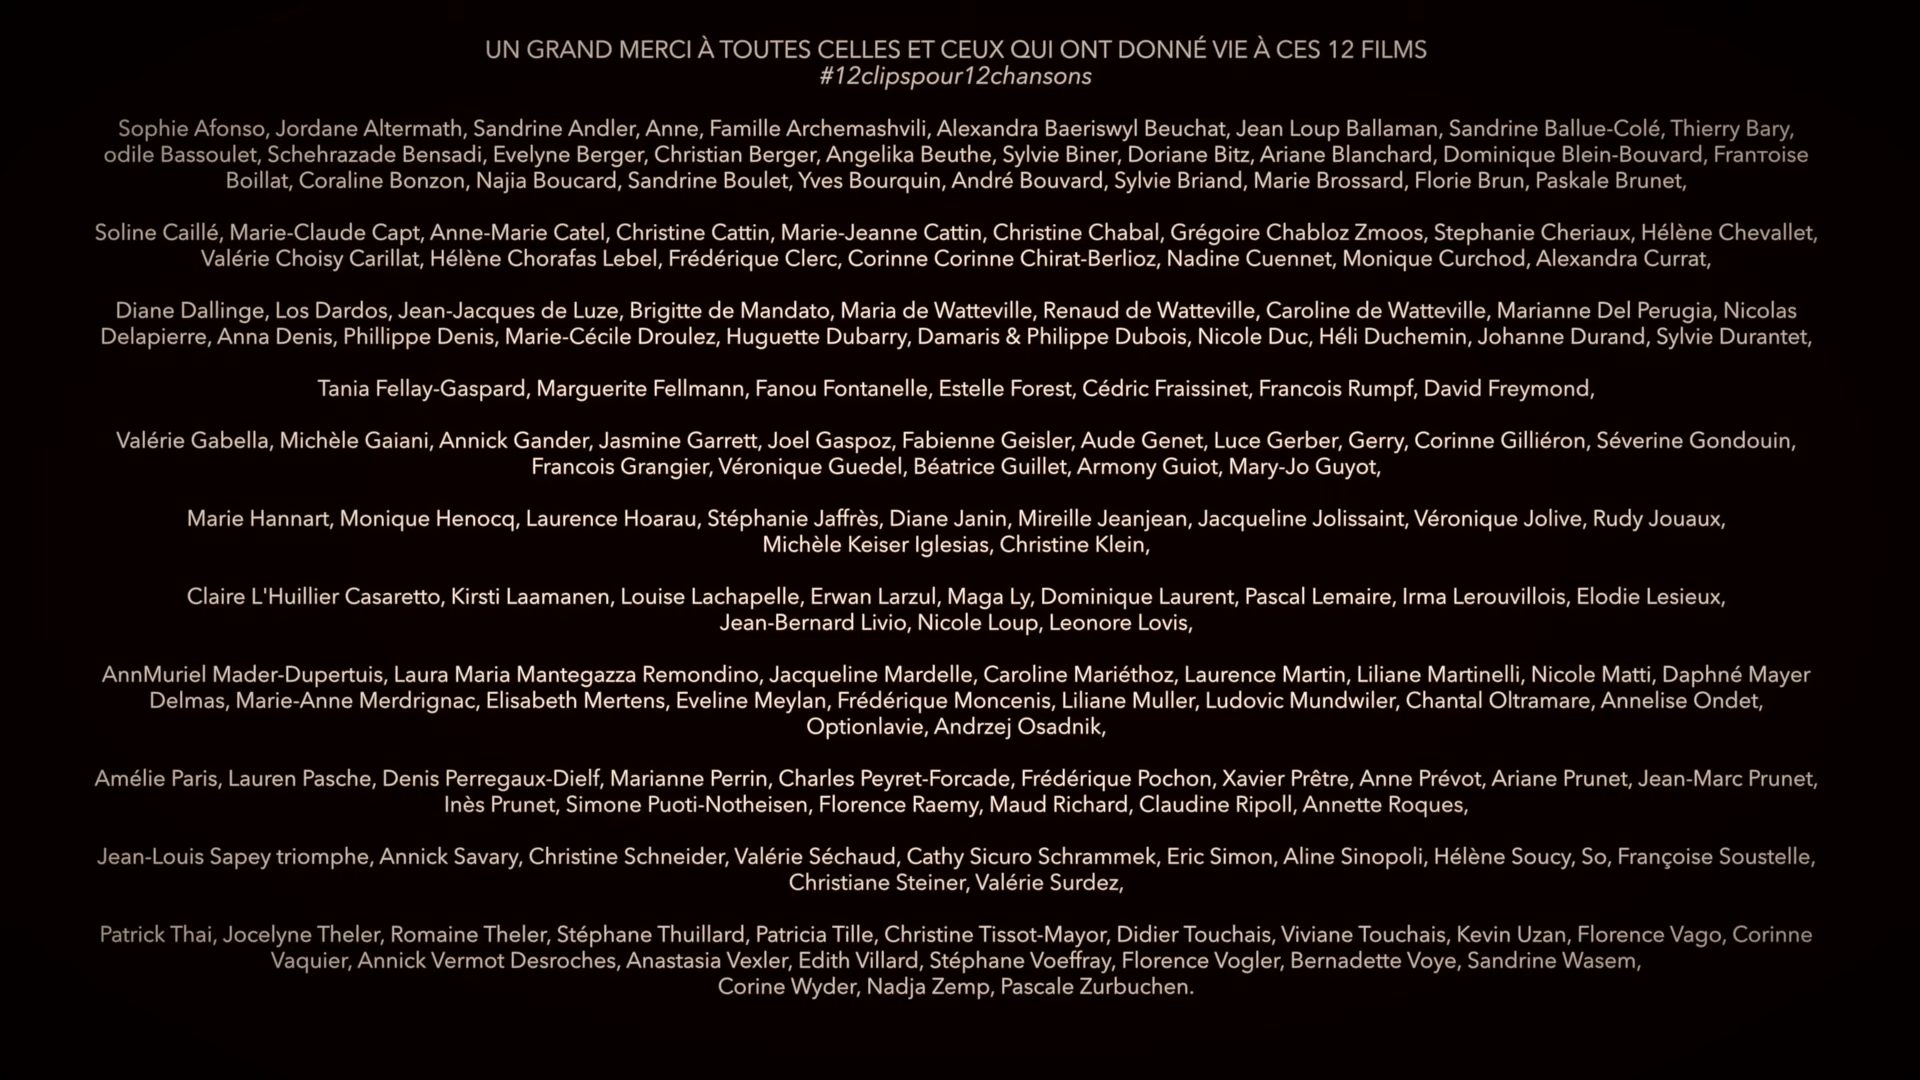 UN GRAND MERCI À TOUTES CELLES ET CEUX QUI ONT DONNÉ VIE À CES 12 FILMS
#12clipspour12chansons
Sophie Afonso, Jordane Altermath, Sandrine Andler, Anne, Famille Archemashvili, Alexandra Baeriswyl Beuchat, Jean Loup Ballaman, Sandrine Ballue-Colé, Thierry Bary,
odile Bassoulet, Schehrazade Bensadi, Evelyne Berger, Christian Berger, Angelika Beuthe, Sylvie Biner, Doriane Bitz, Ariane Blanchard, Dominique Blein-Bouvard, Franтoise
Boillat, Coraline Bonzon, Najia Boucard, Sandrine Boulet, Yves Bourquin, André Bouvard, Sylvie Briand, Marie Brossard, Florie Brun, Paskale Brunet,
Soline Caillé, Marie-Claude Capt, Anne-Marie Catel, Christine Cattin, Marie-Jeanne Cattin, Christine Chabal, Grégoire Chabloz Zmoos, Stephanie Cheriaux, Hélène Chevallet,
Valérie Choisy Carillat, Hélène Chorafas Lebel, Frédérique Clerc, Corinne Corinne Chirat-Berlioz, Nadine Cuennet, Monique Curchod, Alexandra Currat,
Diane Dallinge, Los Dardos, Jean-Jacques de Luze, Brigitte de Mandato, Maria de Watteville, Renaud de Watteville, Caroline de Watteville, Marianne Del Perugia, Nicolas
Delapierre, Anna Denis, Phillippe Denis, Marie-Cécile Droulez, Huguette Dubarry, Damaris & Philippe Dubois, Nicole Duc, Héli Duchemin, Johanne Durand, Sylvie Durantet,
Tania Fellay-Gaspard, Marguerite Fellmann, Fanou Fontanelle, Estelle Forest, Cédric Fraissinet, Francois Rumpf, David Freymond,
Valérie Gabella, Michèle Gaiani, Annick Gander, Jasmine Garrett, Joel Gaspoz, Fabienne Geisler, Aude Genet, Luce Gerber, Gerry, Corinne Gilliéron, Séverine Gondouin,
Francois Grangier, Véronique Guedel, Béatrice Guillet, Armony Guiot, Mary-Jo Guyot,
Marie Hannart, Monique Henocq, Laurence Hoarau, Stéphanie Jaffrès, Diane Janin, Mireille Jeanjean, Jacqueline Jolissaint, Véronique Jolive, Rudy Jouaux,
Michèle Keiser Iglesias, Christine Klein,
Claire L'Huillier Casaretto, Kirsti Laamanen, Louise Lachapelle, Erwan Larzul, Maga Ly, Dominique Laurent, Pascal Lemaire, Irma Lerouvillois, Elodie Lesieux,
Jean-Bernard Livio, Nicole Loup, Leonore Lovis,
AnnMuriel Mader-Dupertuis, Laura Maria Mantegazza Remondino, Jacqueline Mardelle, Caroline Mariéthoz, Laurence Martin, Liliane Martinelli, Nicole Matti, Daphné Mayer
Delmas, Marie-Anne Merdrignac, Elisabeth Mertens, Eveline Meylan, Frédérique Moncenis, Liliane Muller, Ludovic Mundwiler, Chantal Oltramare, Annelise Ondet,
Optionlavie, Andrzej Osadnik,
Amélie Paris, Lauren Pasche, Denis Perregaux-Dielf, Marianne Perrin, Charles Peyret-Forcade, Frédérique Pochon, Xavier Prêtre, Anne Prévot, Ariane Prunet, Jean-Marc Prunet,
Inès Prunet, Simone Puoti-Notheisen, Florence Raemy, Maud Richard, Claudine Ripoll, Annette Roques,
Jean-Louis Sapey triomphe, Annick Savary, Christine Schneider, Valérie Séchaud, Cathy Sicuro Schrammek, Eric Simon, Aline Sinopoli, Hélène Soucy, So, Françoise Soustelle,
Christiane Steiner, Valérie Surdez,
Patrick Thai, Jocelyne Theler, Romaine Theler, Stéphane Thuillard, Patricia Tille, Christine Tissot-Mayor, Didier Touchais, Viviane Touchais, Kevin Uzan, Florence Vago, Corinne
Vaquier, Annick Vermot Desroches, Anastasia Vexler, Edith Villard, Stéphane Voeffray, Florence Vogler, Bernadette Voye, Sandrine Wasem,
Corine Wyder, Nadja Zemp, Pascale Zurbuchen.